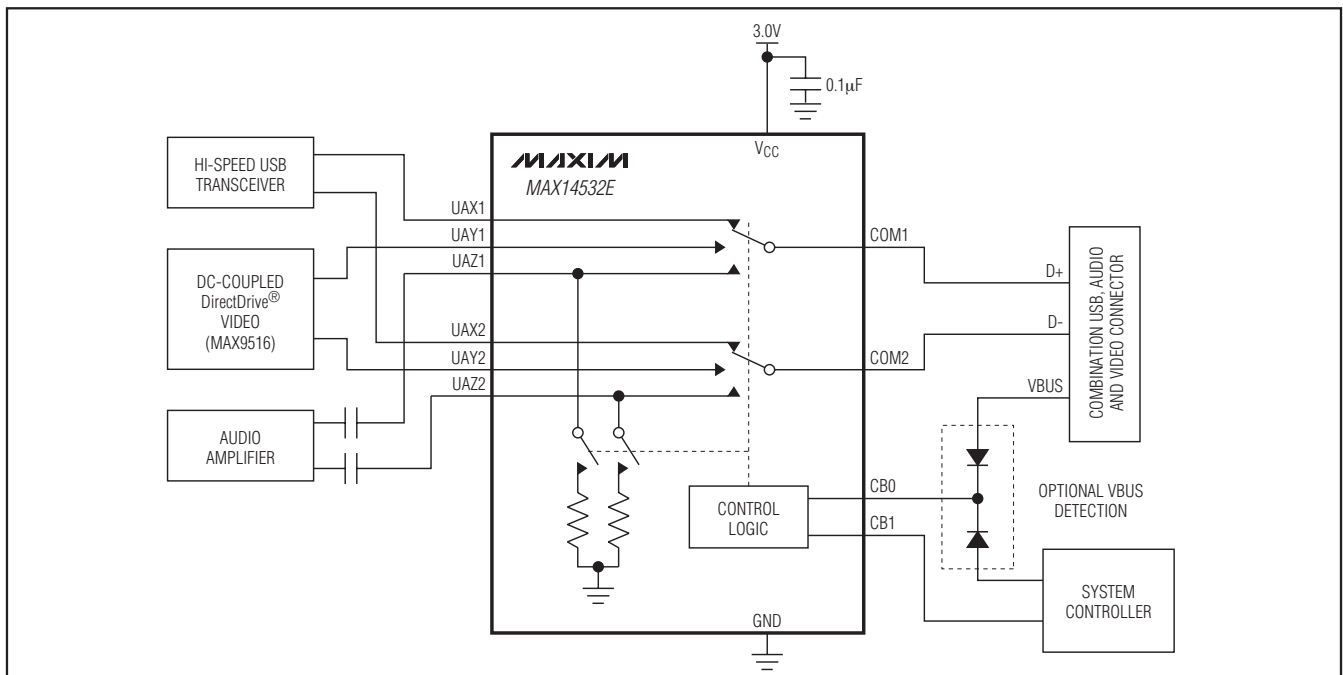 3.0V
0.1µF
VCC
MAXIM
MAX14532E
HI-SPEED USB
TRANSCEIVER
DC-COUPLED
DirectDrive®
VIDEO
(MAX9516)
AUDIO
AMPLIFIER
UAX1
UAY1
UAZ1
UAX2
UAY2
UAZ2
COM1
COM2
D+
D-
VBUS
COMBINATION USB, AUDIO
AND VIDEO CONNECTOR
CONTROL
LOGIC
CB0
CB1
OPTIONAL VBUS
DETECTION
SYSTEM
CONTROLLER
GND